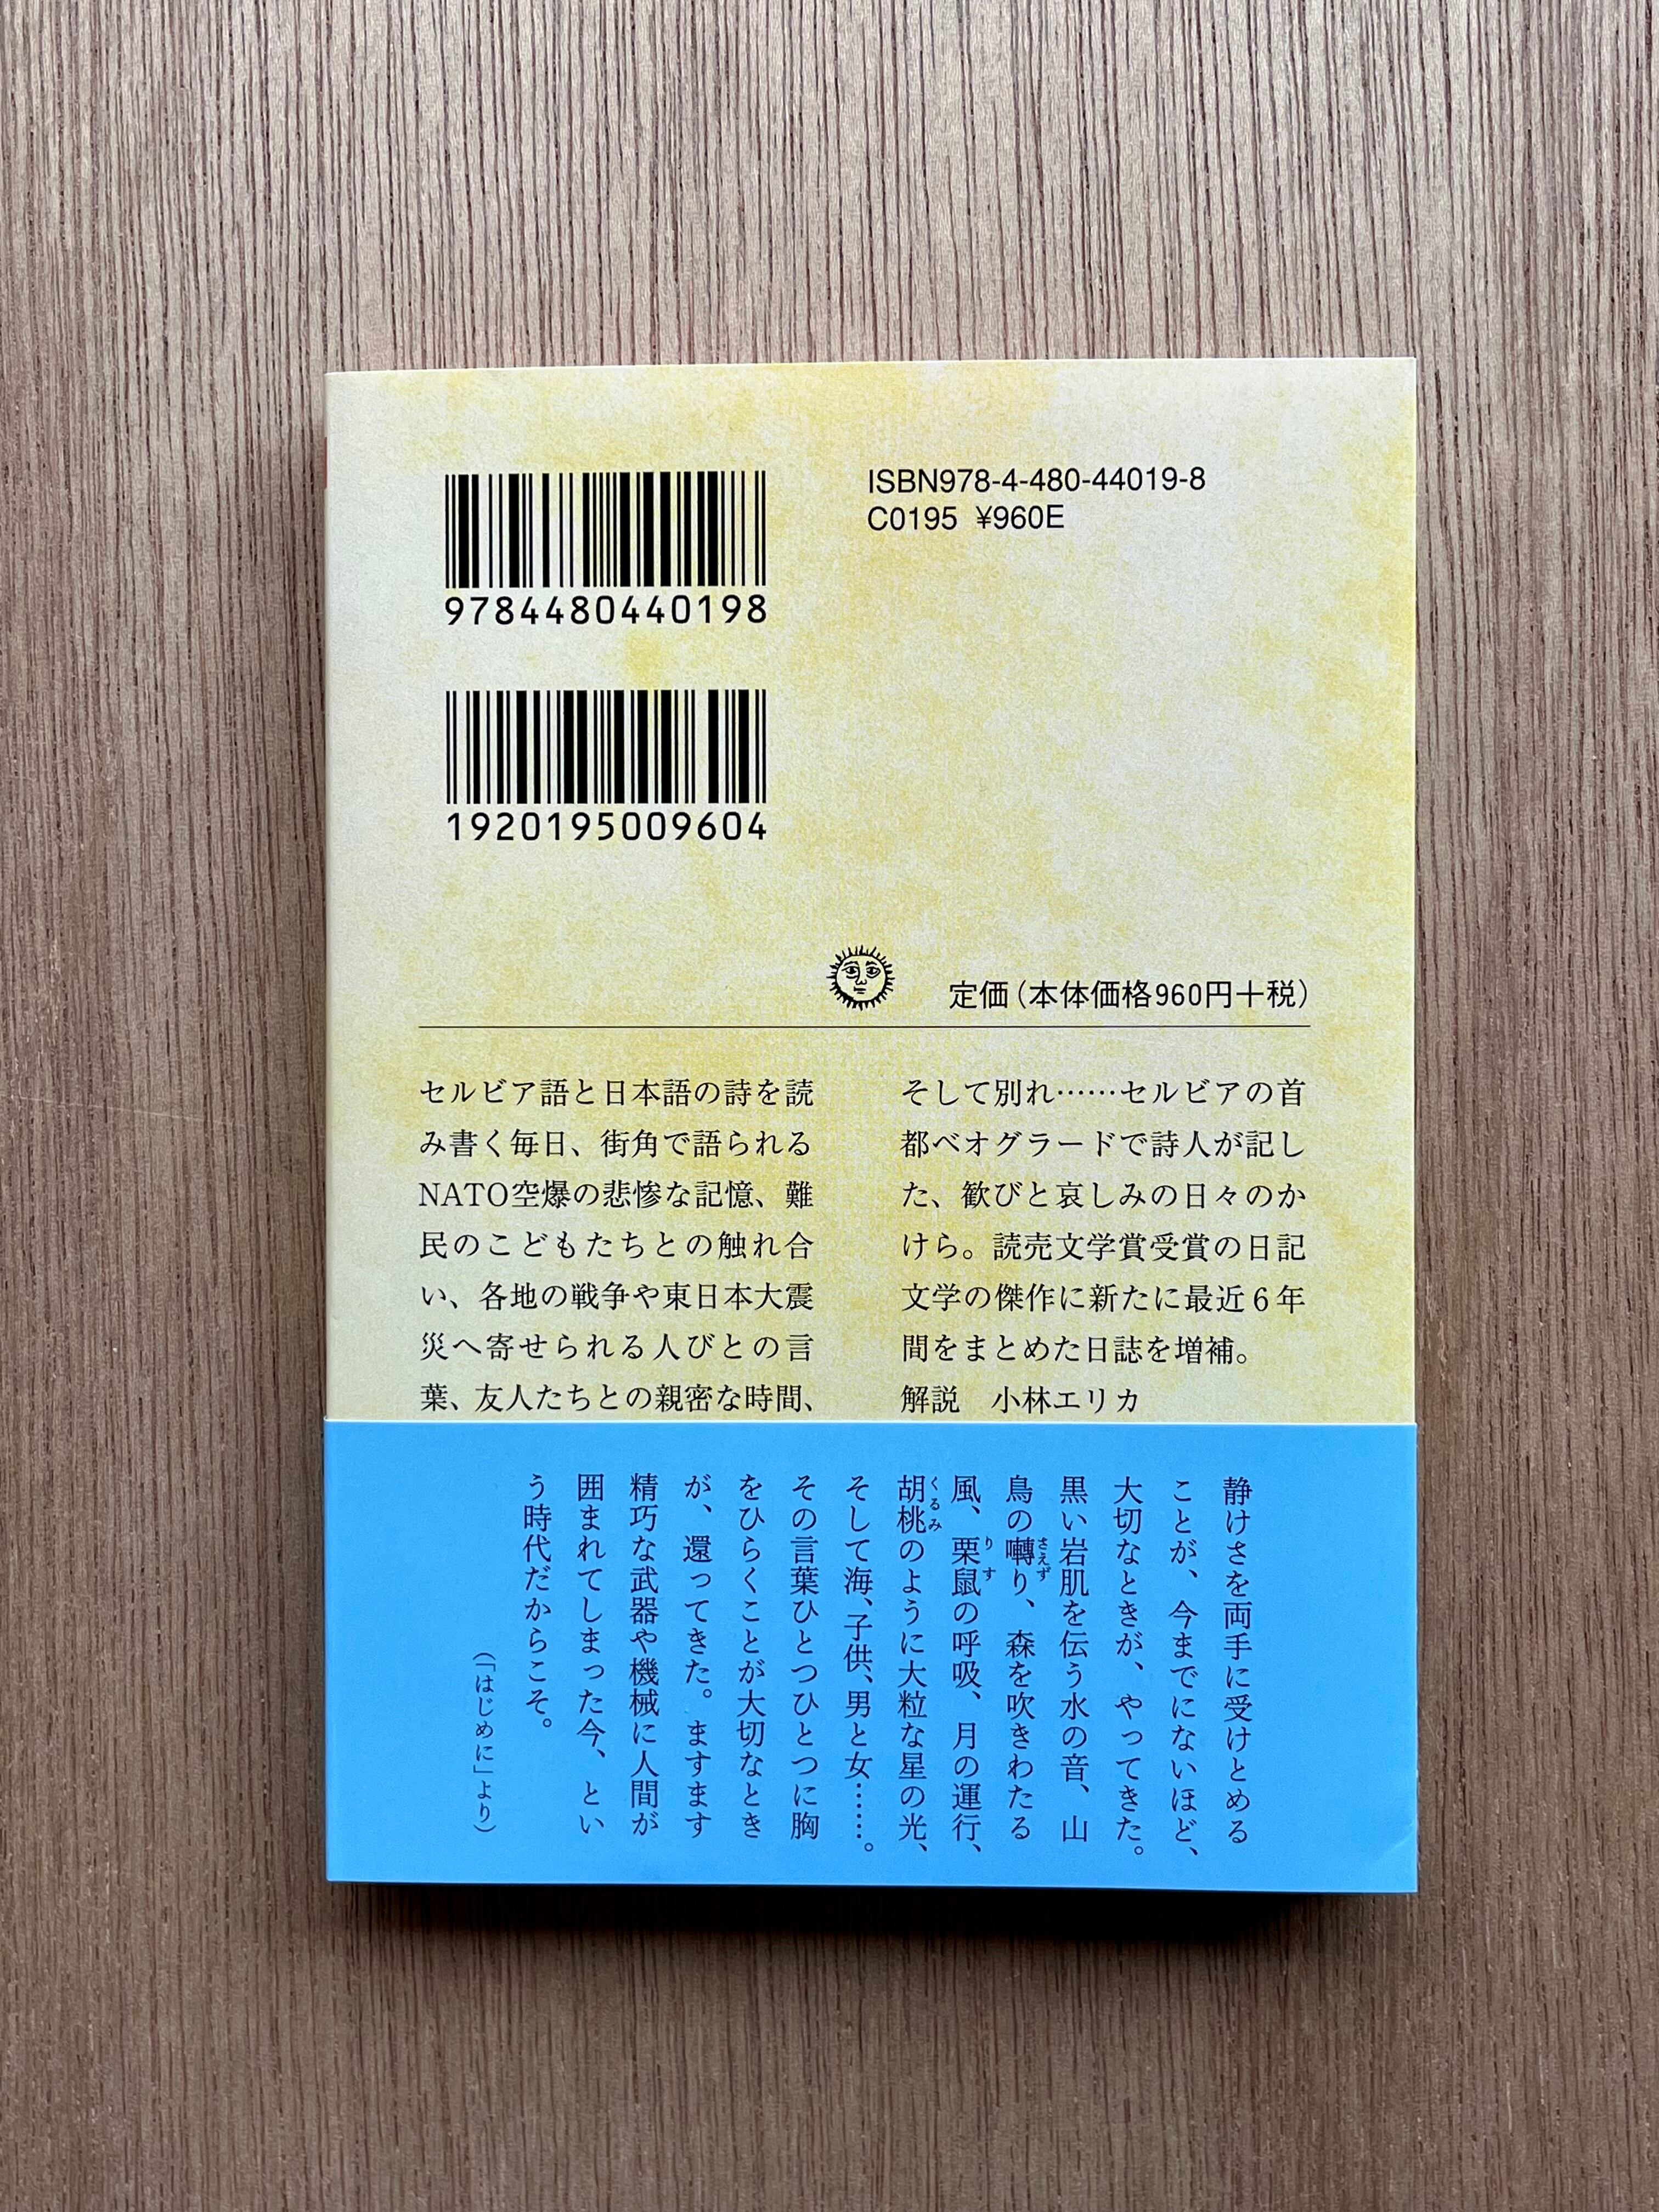 9784480440198
1920195009604
ISBN978-4-480-44019-8
C0195 ¥960E
定価(本体価格960円+税)
セルビア語と日本語の詩を読
み書く毎日、街角で語られる
NATO空爆の悲惨な記憶、難
民のこどもたちとの触れ合
い、各地の戦争や東日本大震
災へ寄せられる人びとの言
葉、友人たちとの親密な時間、
そして別れ……セルビアの首
都ベオグラードで詩人が記し
た、歓びと哀しみの日々のか
けら。読売文学賞受賞の日記
文学の傑作に新たに最近6年
間をまとめた日誌を増補。
解説 小林エリカ
静けさを両手に受けとめる
ことが、今までにないほど、
大切なときが、やってきた。
黒い岩肌を伝う水の音、山
鳥の囀り、森を吹きわたる
さえず
風、栗鼠の呼吸、月の運行、
りす
胡桃のように大粒な星の光、
くるみ
そして海、子供、男と女……。
その言葉ひとつひとつに胸
をひらくことが大切なとき
が、還ってきた。ますます
精巧な武器や機械に人間が
囲まれてしまった今、とい
う時代だからこそ。
(「はじめに」より)